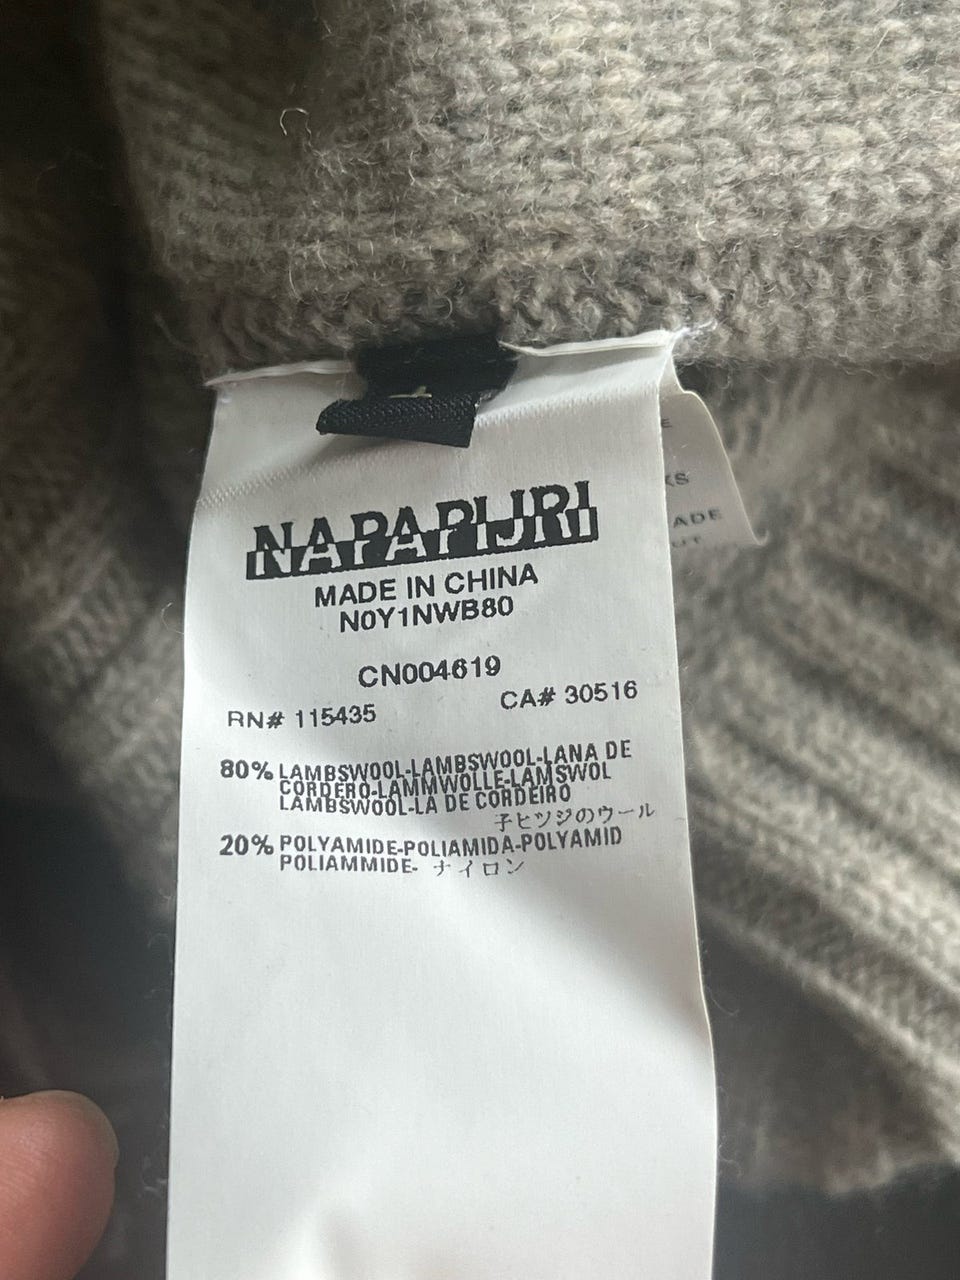 NAPAPIJRI
MADE IN CHINA
N0Y1NWB80
CN004619
RN# 115435
CA# 30516
80% LAMBSWOOL-LAMBSWOOL-LANA DE
CORDERO-LAMMWOLLE-LAMSWOL
LAMBSWOOL-LA DE CORDEIRO
子ヒツジのウール
20% POLYAMIDE-POLIAMIDA-POLYAMID
POLIAMMIDE- ナイロン